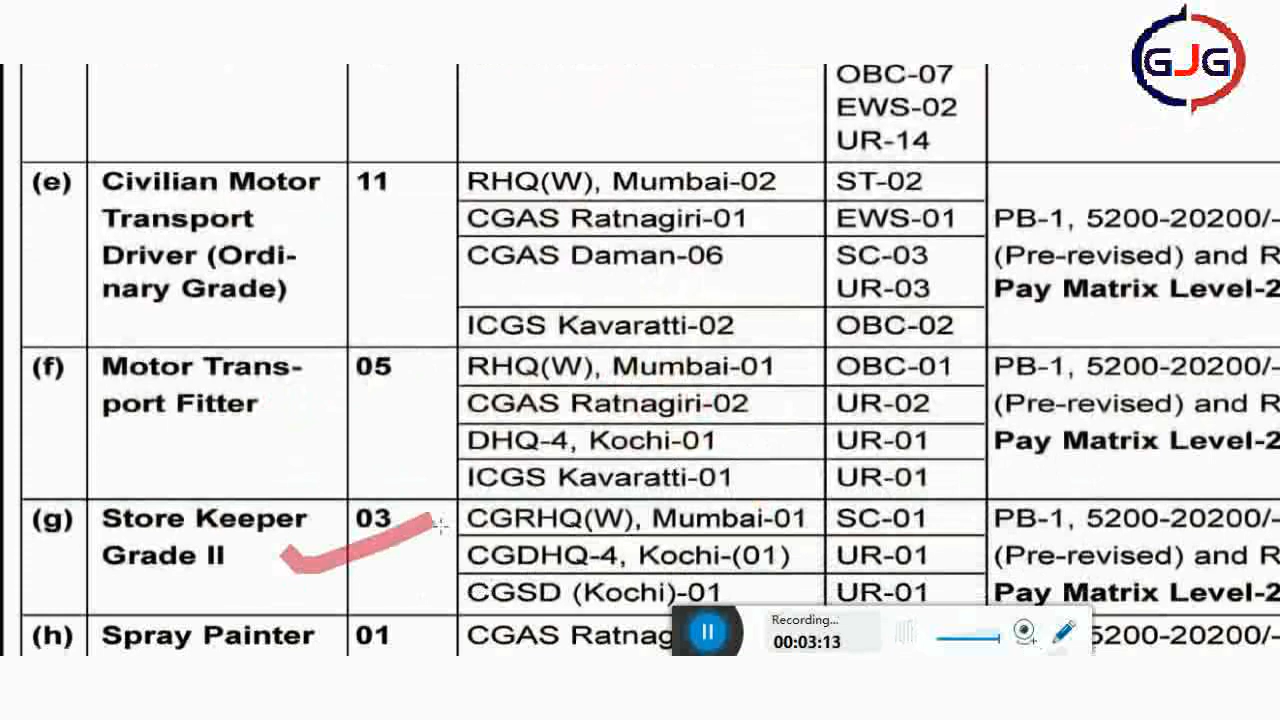 GJG
OBC-07
EWS-02
UR-14
(e) Civilian Motor 11 RHQ(W), Mumbai-02 ST-02
Transport CGAS Ratnagiri-01 EWS-01 PB-1, 5200-20200/-
Driver (Ordi- CGAS Daman-06 SC-03 (Pre-revised) and R
nary Grade) UR-03 Pay Matrix Level-2
ICGS Kavaratti-02 OBC-02
(f) Motor Trans- 05 RHQ(W), Mumbai-01 OBC-01 PB-1, 5200-20200/-
port Fitter CGAS Ratnagiri-02 UR-02 (Pre-revised) and R
DHQ-4, Kochi-01 UR-01 Pay Matrix Level-2
ICGS Kavaratti-01 UR-01
(g) Store Keeper 03 CGRHQ(W), Mumbai-01 SC-01 PB-1, 5200-20200/-
Grade II CGDHQ-4, Kochi-(01) UR-01 (Pre-revised) and R
CGSD (Kochi)-01 UR-01 Pay Matrix Level-2
(h) Spray Painter 01 CGAS Ratnag 5200-20200/-
Recording...
00:03:13